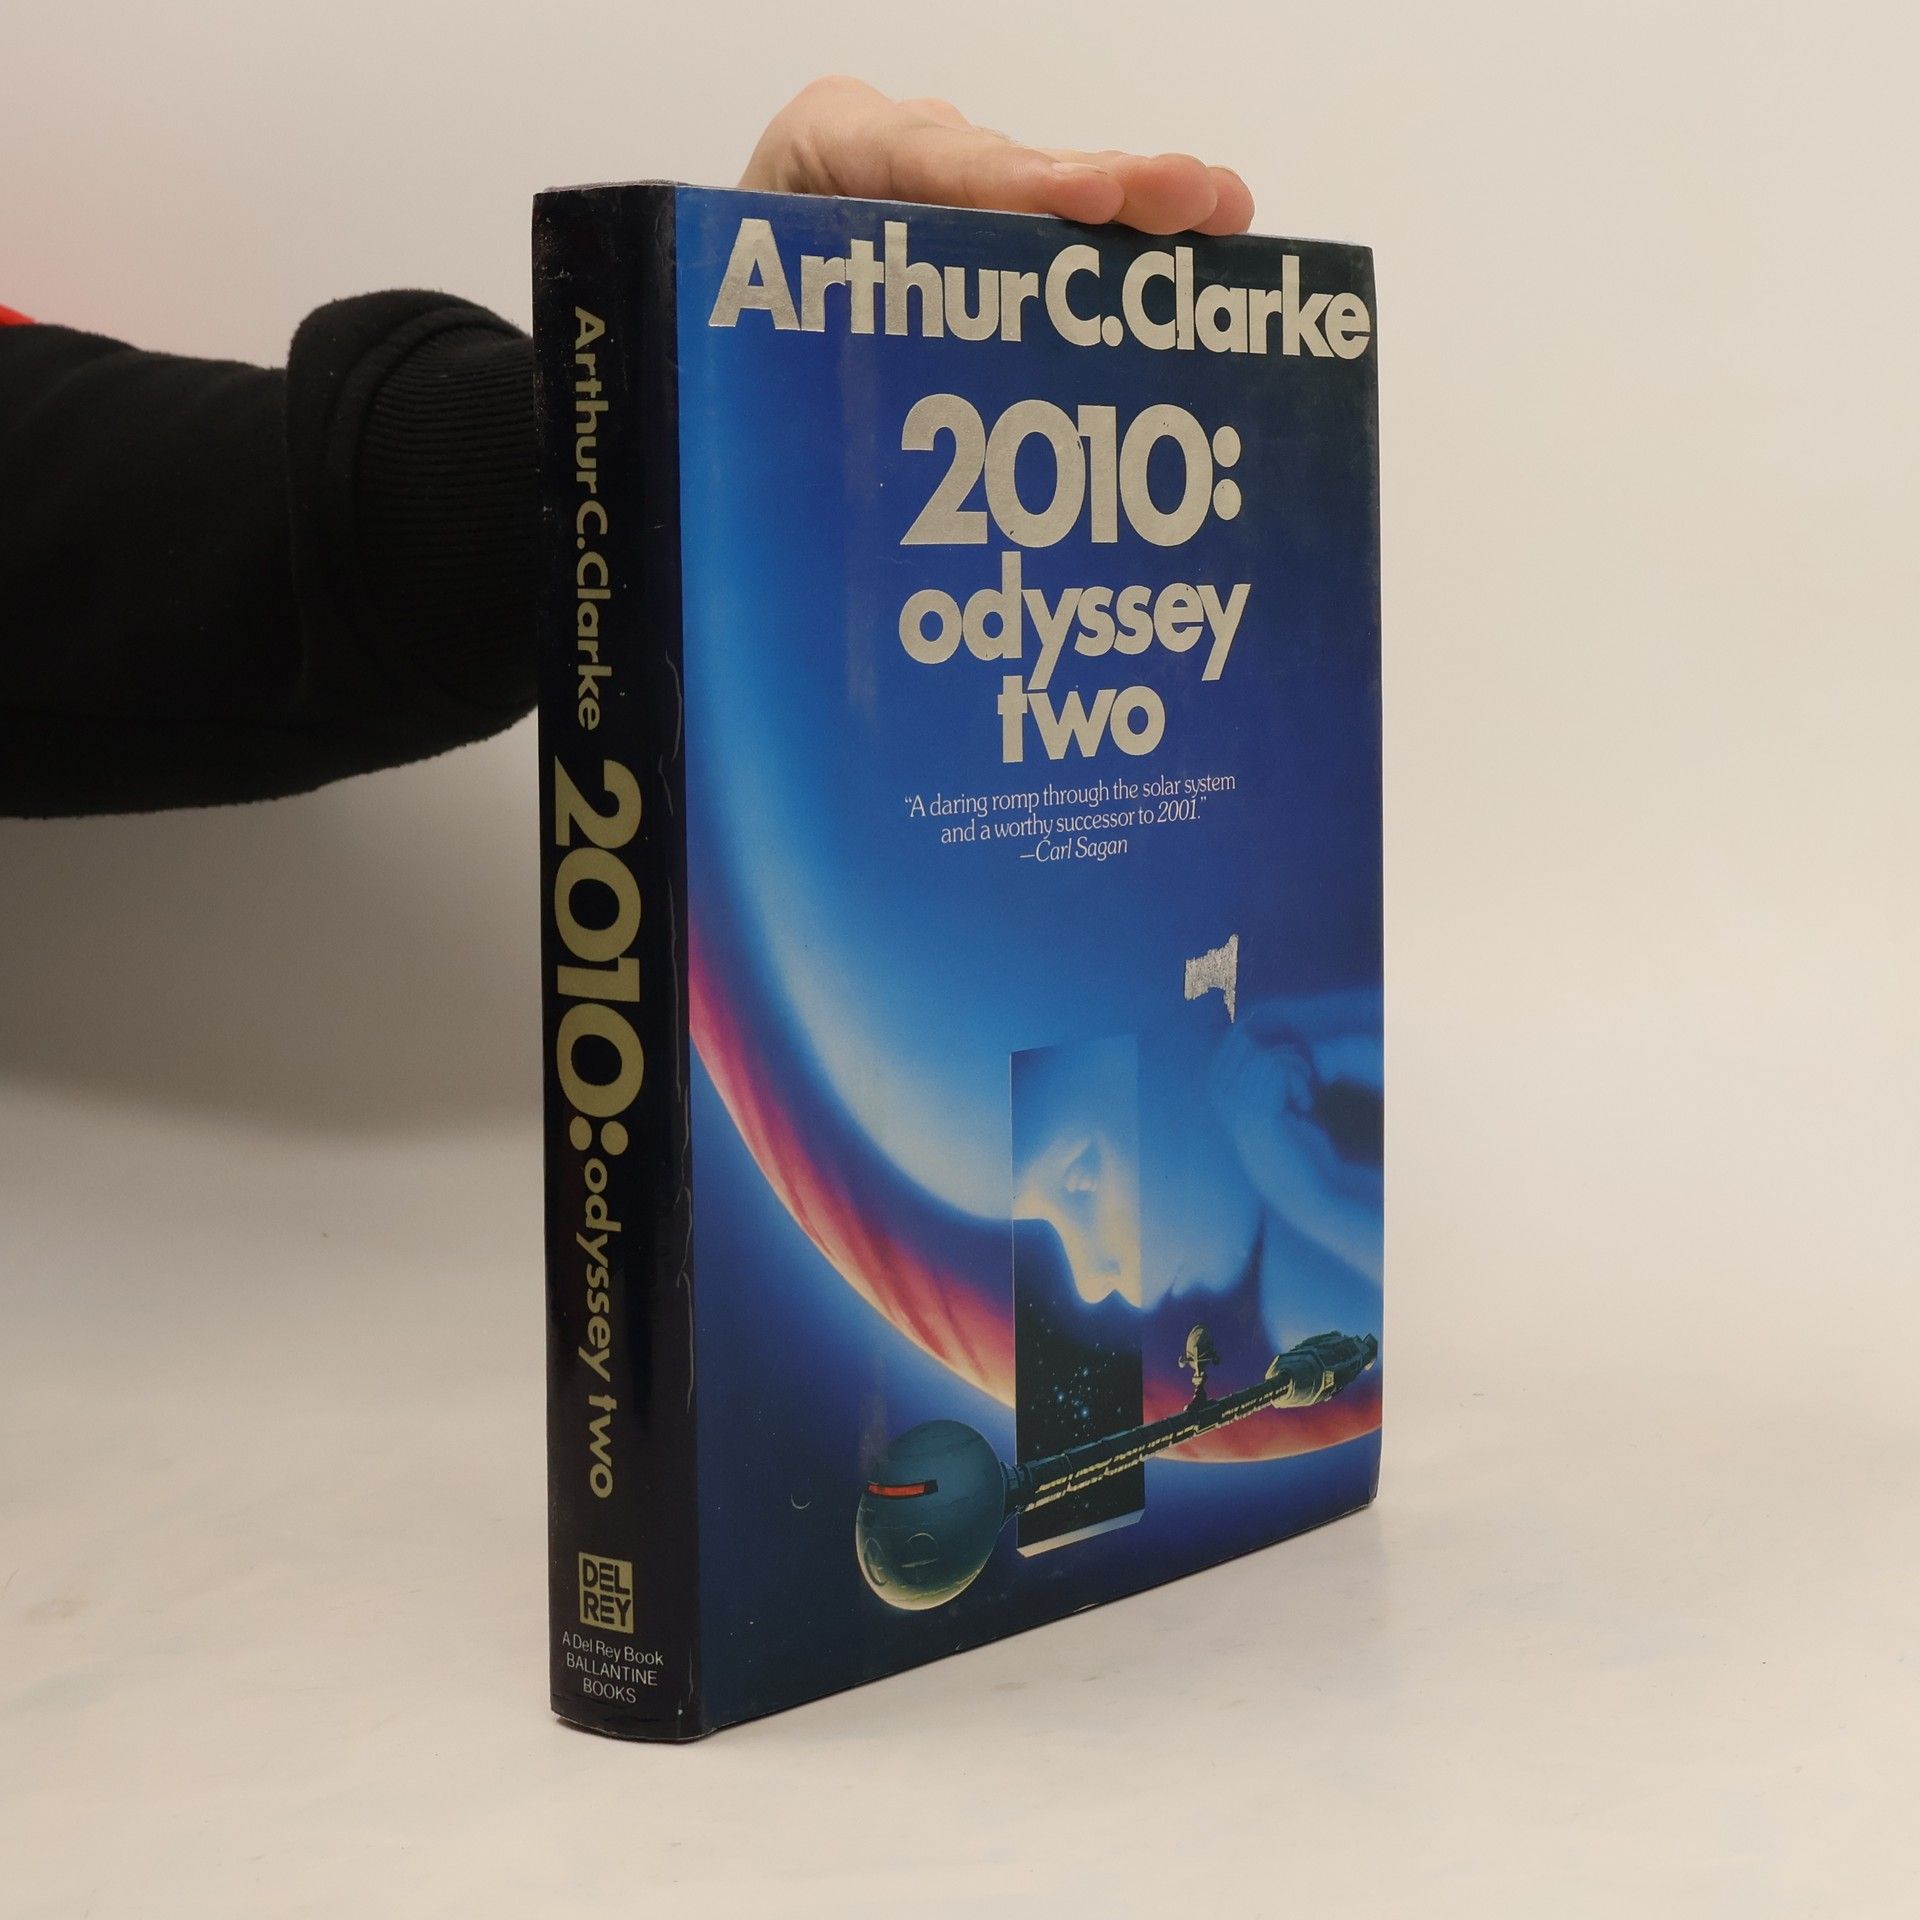 Arthur C. Clarke
2010:
odyssey
two
“A daring romp through the solar system
and a worthy successor to 2001.”
—Carl Sagan
Arthur C. Clarke 2010: odyssey two
DEL
REY
A Del Rey Book
BALLANTINE
BOOKS